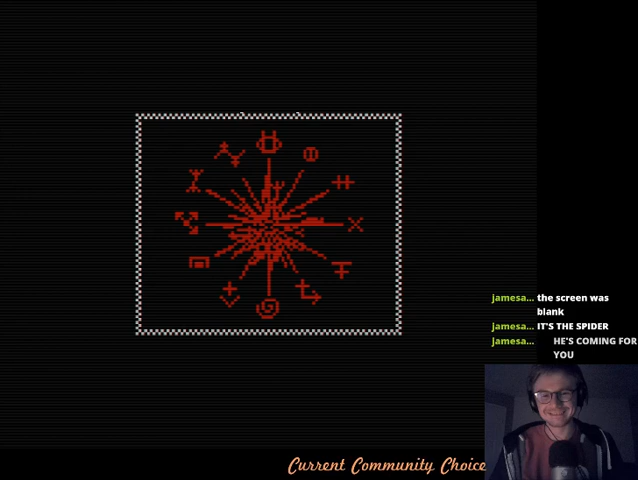 jamesa... the screen was
blank
jamesa... IT'S THE SPIDER
jamesa... HE'S COMING FOR
YOU
Current Community Choice